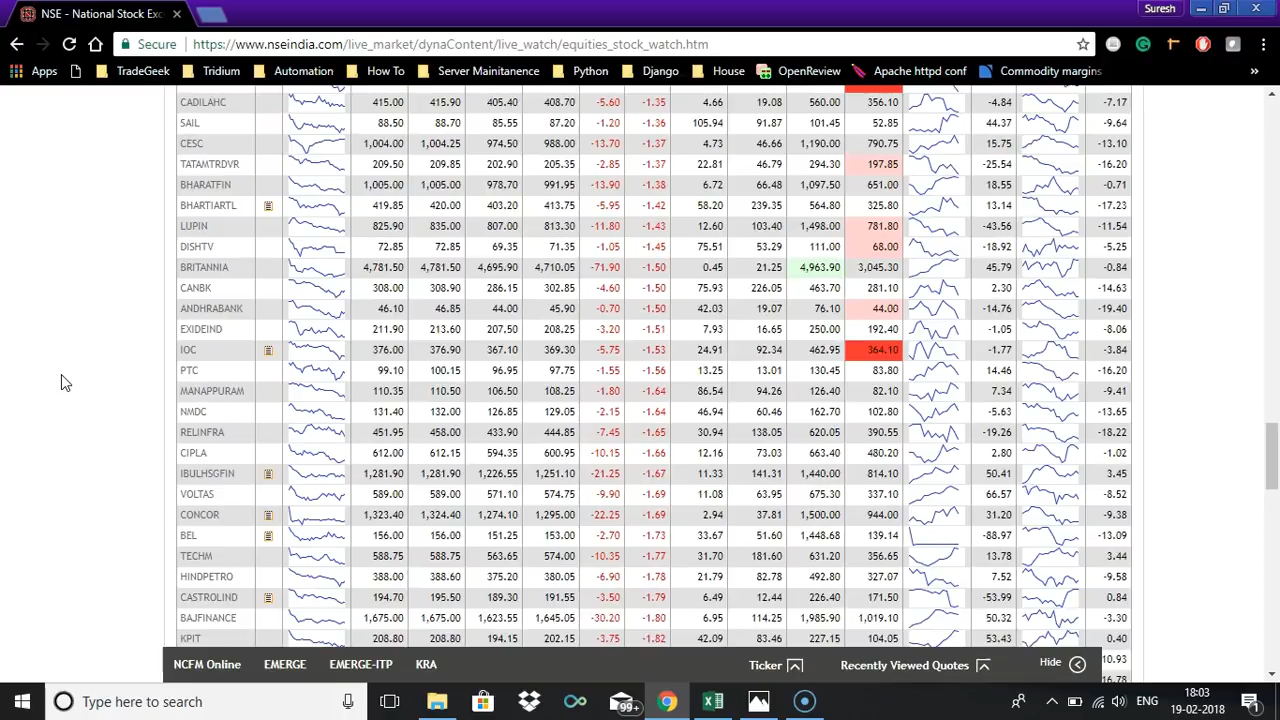 NSE - National Stock Exc
Suresh
Secure https://www.nseindia.com/live_market/dynaContent/live_watch/equities_stock_watch.htm
Apps TradeGeek Tridium Automation How To Server Mainitanence Python Django House OpenReview Apache httpd conf Commodity margins »
CADILAHC 415.00 415.90 405.40 408.70 -5.60 -1.35 4.66 19.08 560.00 356.10 -4.84 -7.17
SAIL 88.50 88.70 85.55 87.20 -1.20 -1.36 105.94 91.87 101.45 52.85 44.37 -9.64
CESC 1,004.00 1,004.25 974.50 988.00 -13.70 -1.37 4.73 46.66 1,190.00 790.75 15.75 -13.10
TATAMTRDVR 209.50 209.85 202.90 205.35 -2.85 -1.37 22.81 46.79 294.30 197.85 -25.54 -16.20
BHARATFIN 1,005.00 1,005.00 978.70 991.95 -13.90 -1.38 6.72 66.48 1,097.50 651.00 18.55 -0.71
BHARTIARTL 419.85 420.00 403.20 413.75 -5.95 -1.42 58.20 239.35 564.80 325.80 13.14 -17.23
LUPIN 825.90 835.00 807.00 813.30 -11.80 -1.43 12.60 103.40 1,498.00 781.80 -43.56 -11.54
DISHTV 72.85 72.85 69.35 71.35 -1.05 -1.45 75.51 53.29 111.00 68.00 -18.92 -5.25
BRITANNIA 4,781.50 4,781.50 4,695.90 4,710.05 -71.90 -1.50 0.45 21.25 4,963.90 3,045.30 45.79 -0.84
CANBK 308.00 308.90 286.15 302.85 -4.60 -1.50 75.93 226.05 463.70 281.10 2.30 -14.63
ANDHRABANK 46.10 46.85 44.00 45.90 -0.70 -1.50 42.03 19.07 76.10 44.00 -14.76 -19.40
EXIDEIND 211.90 213.60 207.50 208.25 -3.20 -1.51 7.93 16.65 250.00 192.40 -1.05 -8.06
IOC 376.00 376.90 367.10 369.30 -5.75 -1.53 24.91 92.34 462.95 364.10 -1.77 -3.84
PTC 99.10 100.15 96.95 97.75 -1.55 -1.56 13.25 13.01 130.45 83.80 14.46 -16.20
MANAPPURAM 110.35 110.50 106.50 108.25 -1.80 -1.64 86.54 94.26 126.40 82.10 7.34 -9.41
NMDC 131.40 132.00 126.85 129.05 -2.15 -1.64 46.94 60.46 162.70 102.80 -5.63 -13.65
RELINFRA 451.95 458.00 433.90 444.85 -7.45 -1.65 30.94 138.05 620.05 390.55 -19.26 -18.22
CIPLA 612.00 612.15 594.35 600.95 -10.15 -1.66 12.16 73.03 663.40 480.20 2.80 -1.02
IBULHSGFIN 1,281.90 1,281.90 1,226.55 1,251.10 -21.25 -1.67 11.33 141.31 1,440.00 814.10 50.41 3.45
VOLTAS 589.00 589.00 571.10 574.75 -9.90 -1.69 11.08 63.95 675.30 337.10 66.57 -8.52
CONCOR 1,323.40 1,324.40 1,274.10 1,295.00 -22.25 -1.69 2.94 37.81 1,500.00 944.00 31.20 -9.38
BEL 156.00 156.00 151.25 153.00 -2.70 -1.73 33.67 51.60 1,448.68 139.14 -88.97 -13.09
TECHM 588.75 588.75 563.65 574.00 -10.35 -1.77 31.70 181.60 631.20 356.65 13.78 3.44
HINDPETRO 388.00 388.60 375.20 380.05 -6.90 -1.78 21.79 82.78 492.80 327.07 7.52 -9.58
CASTROLIND 194.70 195.50 189.30 191.55 -3.50 -1.79 6.49 12.44 226.40 171.50 -53.99 0.84
BAJFINANCE 1,675.00 1,675.00 1,623.55 1,645.05 -30.20 -1.80 6.95 114.25 1,985.90 1,019.10 50.32 -3.30
KPIT 208.80 208.80 194.15 202.15 -3.75 -1.82 42.09 83.46 227.15 104.05 53.43 0.40
NCFM Online EMERGE EMERGE-ITP KRA Ticker Recently Viewed Quotes Hide 10.93
16.78
Type here to search 99+ ENG 18:03
19-02-2018 1